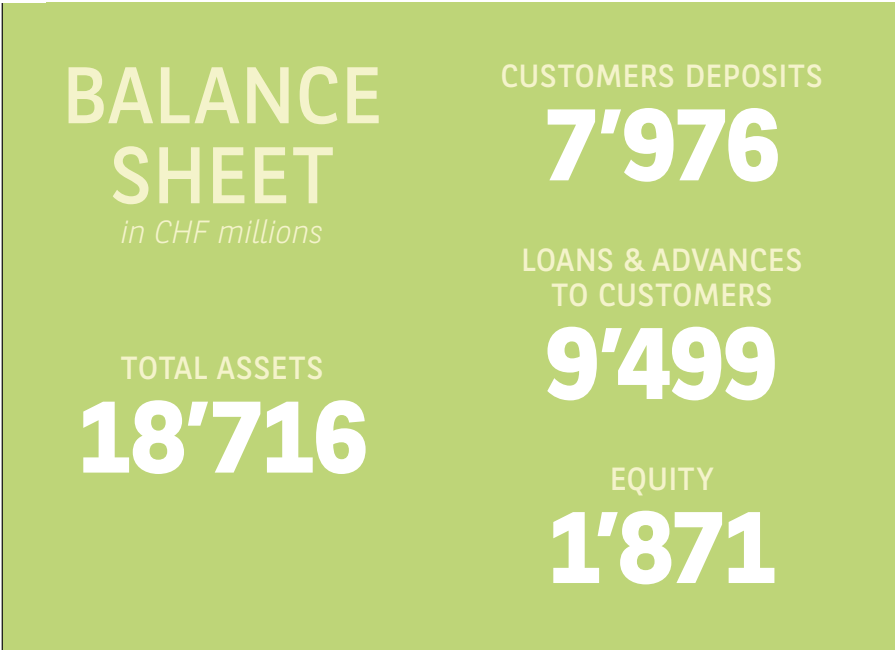 BALANCE
SHEET
in CHF millions
TOTAL ASSETS
18’716
CUSTOMERS DEPOSITS
7’976
LOANS & ADVANCES
TO CUSTOMERS
9’499
EQUITY
1’871